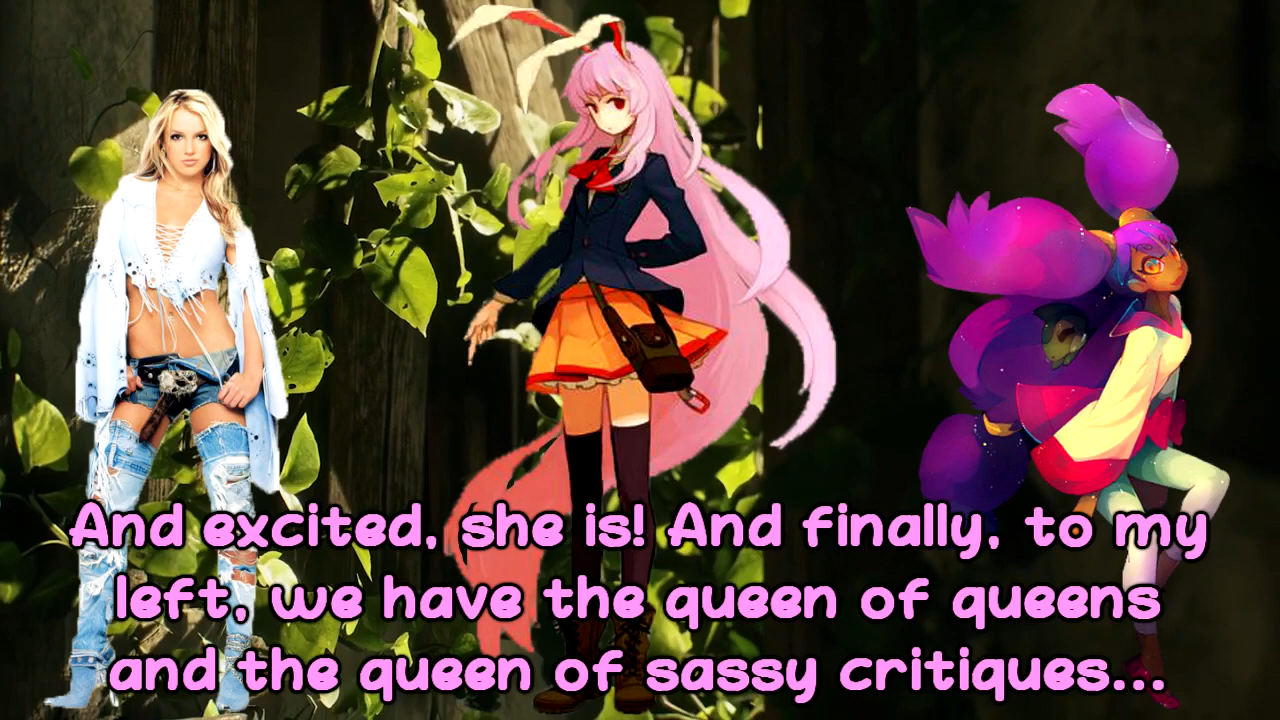 And excited, she is! And finally, to my
left, we have the queen of queens
and the queen of sassy critiques...